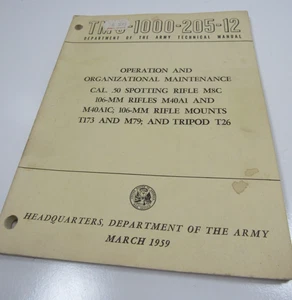 -1000-205-12
DEPARTMENT OF THE ARMY TECHNICAL MANUAL
OPERATION AND
ORGANIZATIONAL MAINTENANCE
CAL .50 SPOTTING RIFLE M8C
106-MM RIFLES M40A1 AND
M40A1C; 106-MM RIFLE MOUNTS
T173 AND M79; AND TRIPOD T26
HEADQUARTERS, DEPARTMENT OF THE ARMY
MARCH 1959